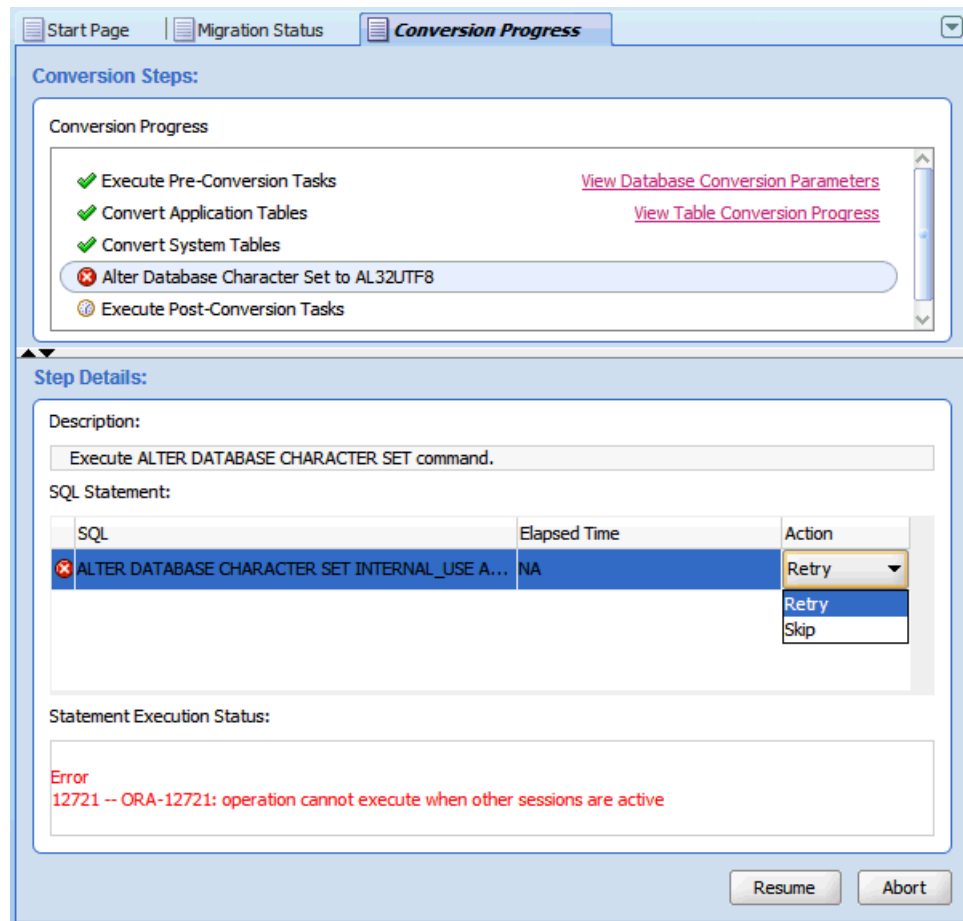 Start Page
Migration Status
Conversion Progress
Conversion Steps:
Conversion Progress
Execute Pre-Conversion Tasks
View Database Conversion Parameters
Convert Application Tables
View Table Conversion Progress
Convert System Tables
Alter Database Character Set to AL32UTF8
Execute Post-Conversion Tasks
Step Details:
Description:
Execute ALTER DATABASE CHARACTER SET command.
SQL Statement:
SQL
Elapsed Time
Action
ALTER DATABASE CHARACTER SET INTERNAL_USE A...
NA
Retry
Retry
Skip
Statement Execution Status:
Error
12721 -- ORA-12721: operation cannot execute when other sessions are active
Resume
Abort